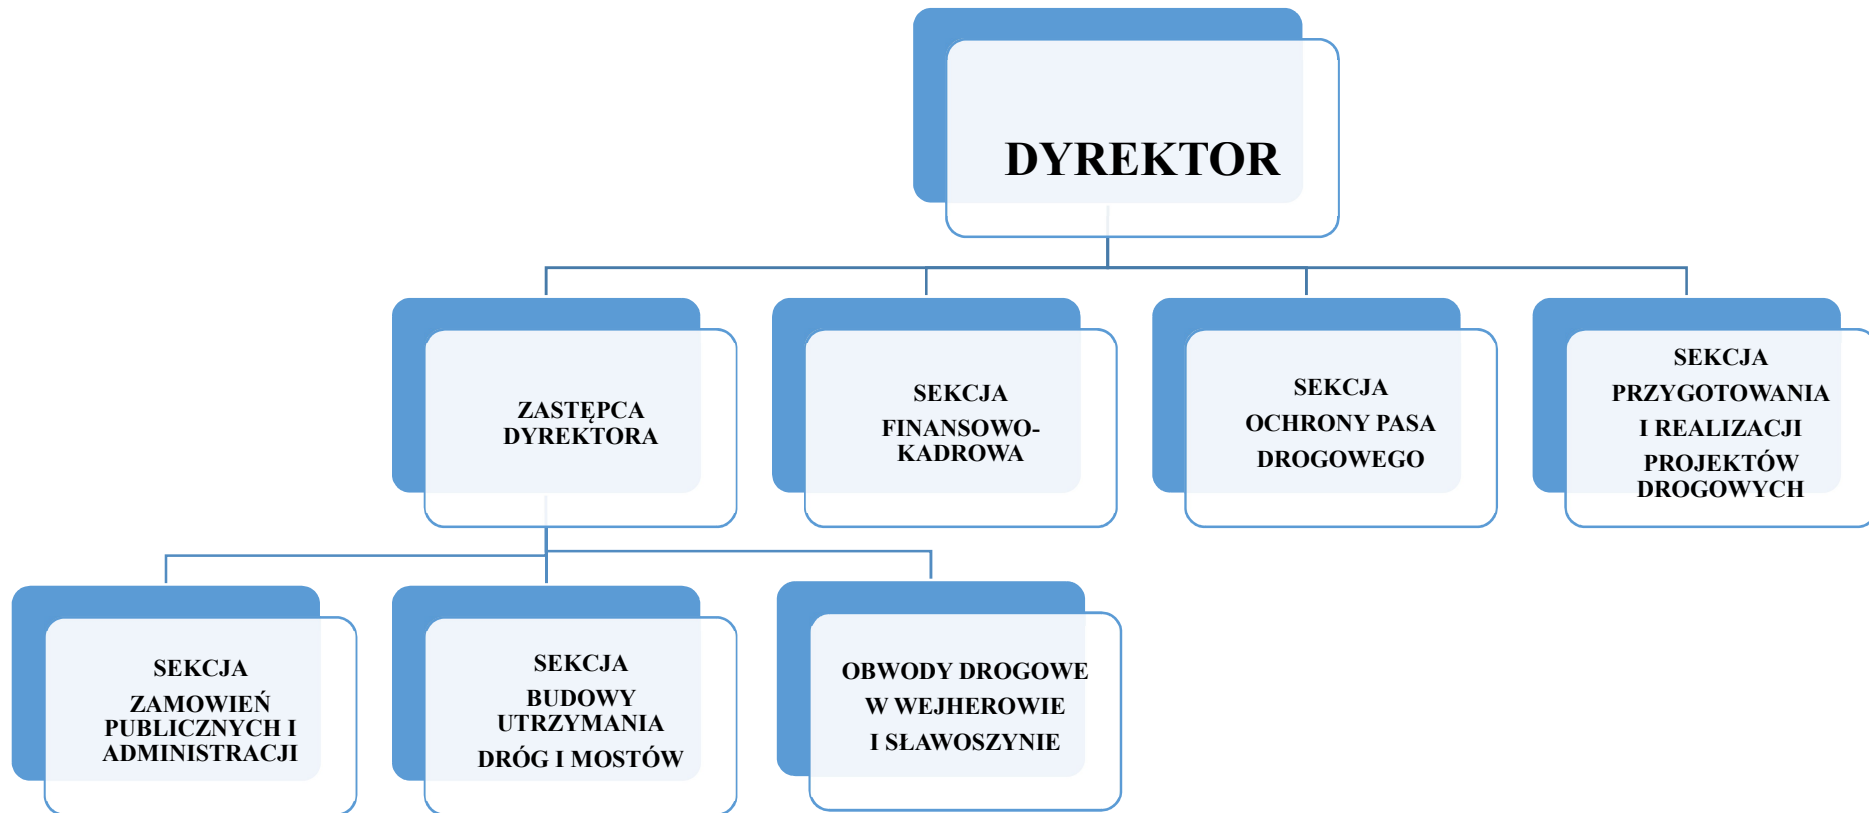 DYREKTOR
ZASTĘPCA
DYREKTORA
SEKCJA
FINANSOWO-
KADROWA
SEKCJA
OCHRONY PASA
DROGOWEGO
SEKCJA
PRZYGOTOWANIA
I REALIZACJI
PROJEKTÓW
DROGOWYCH
SEKCJA
ZAMOWIEŃ
PUBLICZNYCH I
ADMINISTRACJI
SEKCJA
BUDOWY
UTRZYMANIA
DRÓG I MOSTÓW
OBWODY DROGOWE
W WEJHEROWIE
I SŁAWOSZYNIE